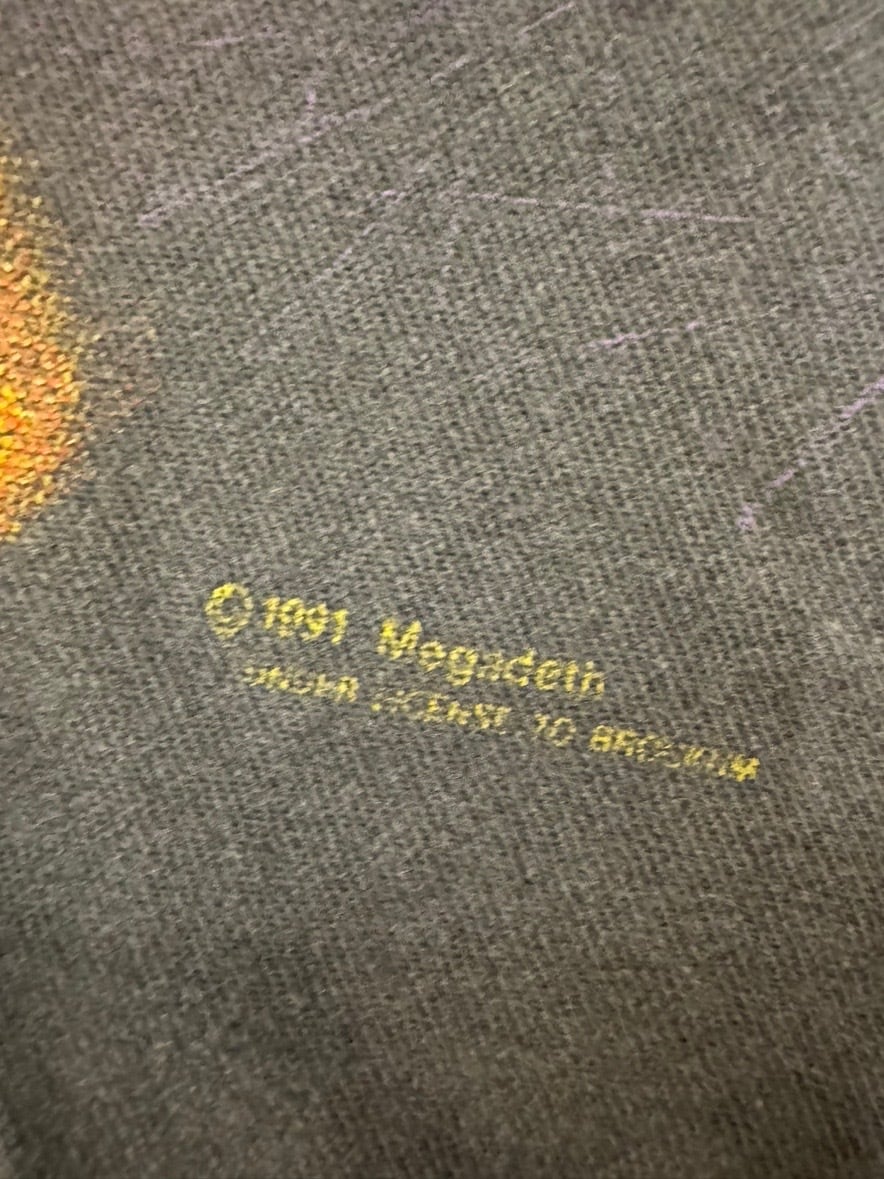 © 1991 Megadeth
UNDER LICENSE TO BROCKUM